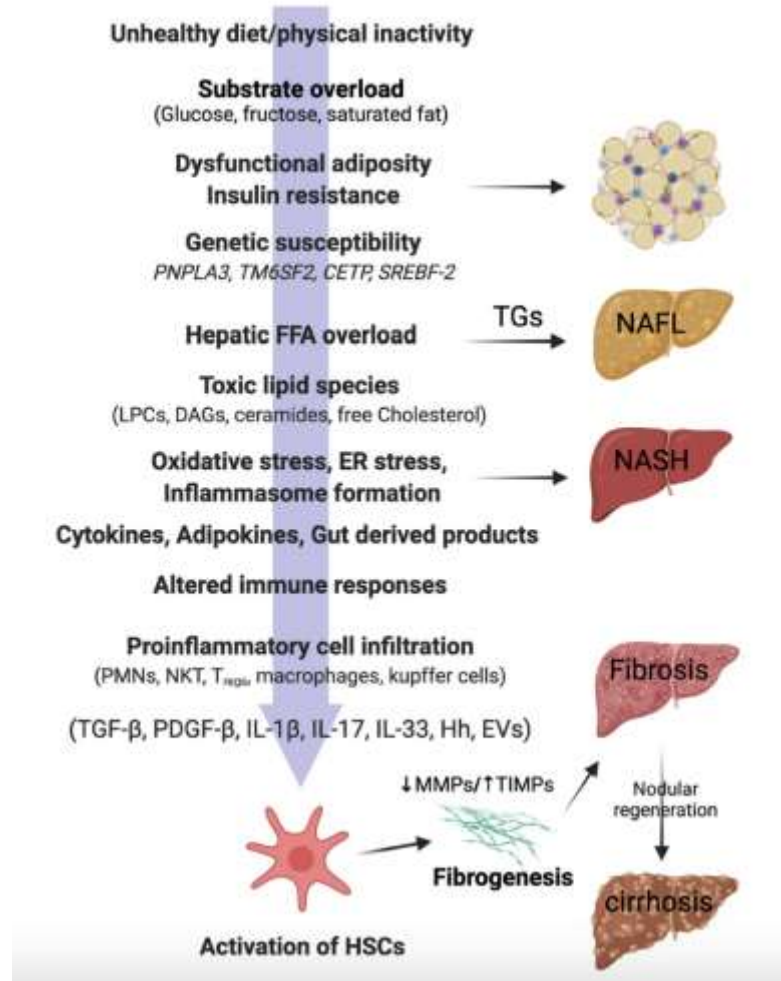 Unhealthy diet/physical inactivity
Substrate overload
(Glucose, fructose, saturated fat)
Dysfunctional adiposity
Insulin resistance
Genetic susceptibility
PNPLA3, TM6SF2, CETP, SREBF-2
Hepatic FFA overload
TGs
NAFL
Toxic lipid species
(LPCs, DAGs, ceramides, free Cholesterol)
Oxidative stress, ER stress,
Inflammasome formation
NASH
Cytokines, Adipokines, Gut derived products
Altered immune responses
Proinflammatory cell infiltration
(PMNs, NKT, Tregs, macrophages, kupffer cells)
Fibrosis
(TGF-β, PDGF-β, IL-1β, IL-17, IL-33, Hh, EVs)
↓MMPs/↑TIMPs
Nodular
regeneration
Fibrogenesis
cirrhosis
Activation of HSCs